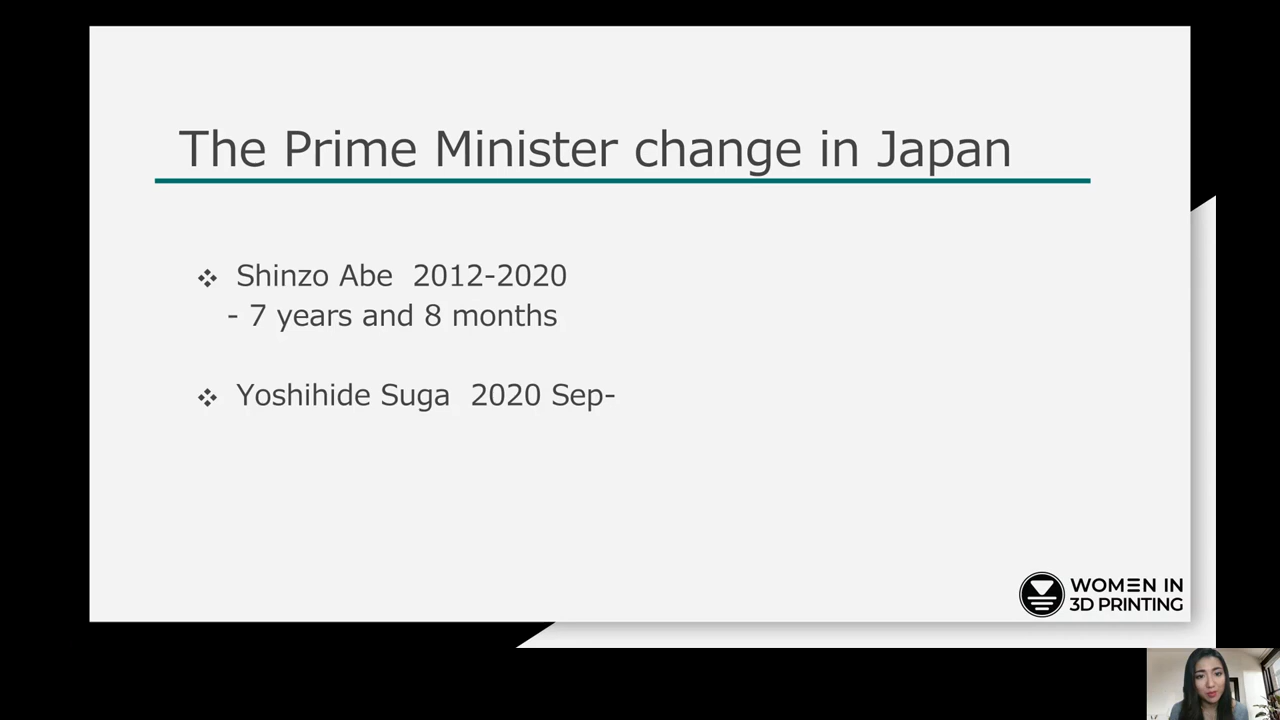 The Prime Minister change in Japan
❖ Shinzo Abe 2012-2020
- 7 years and 8 months
❖ Yoshihide Suga 2020 Sep-
WOMEN IN
3D PRINTING